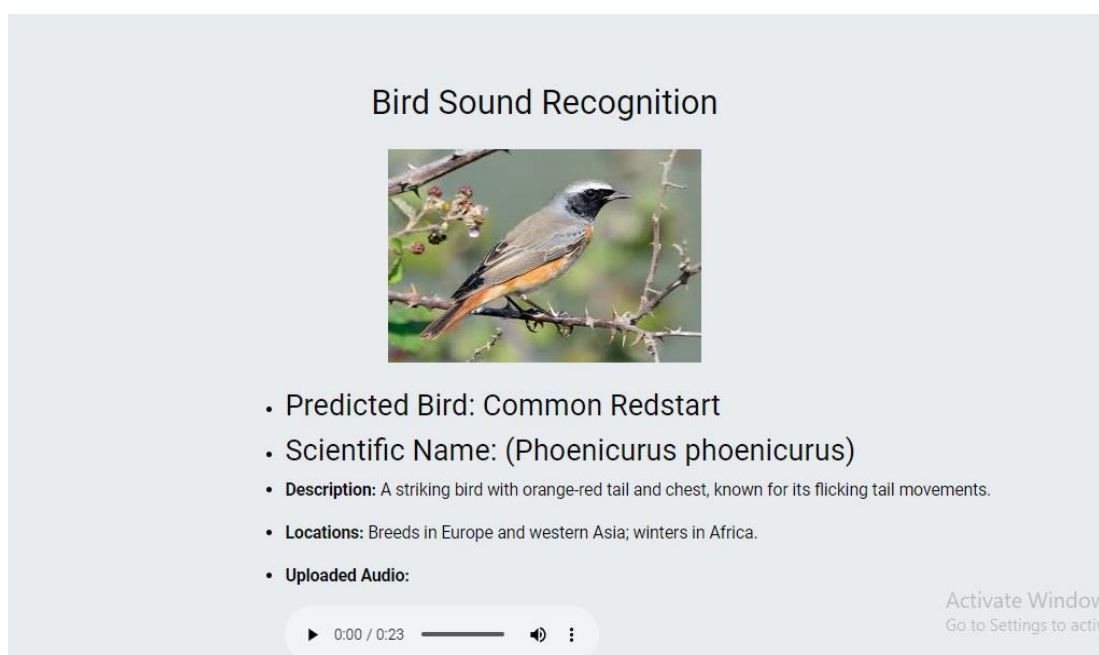 Bird Sound Recognition
Predicted Bird: Common Redstart
Scientific Name: (Phoenicurus phoenicurus)
Description: A striking bird with orange-red tail and chest, known for its flicking tail movements.
Locations: Breeds in Europe and western Asia; winters in Africa.
Uploaded Audio:
0:00 / 0:23
Activate Window
Go to Settings to acti